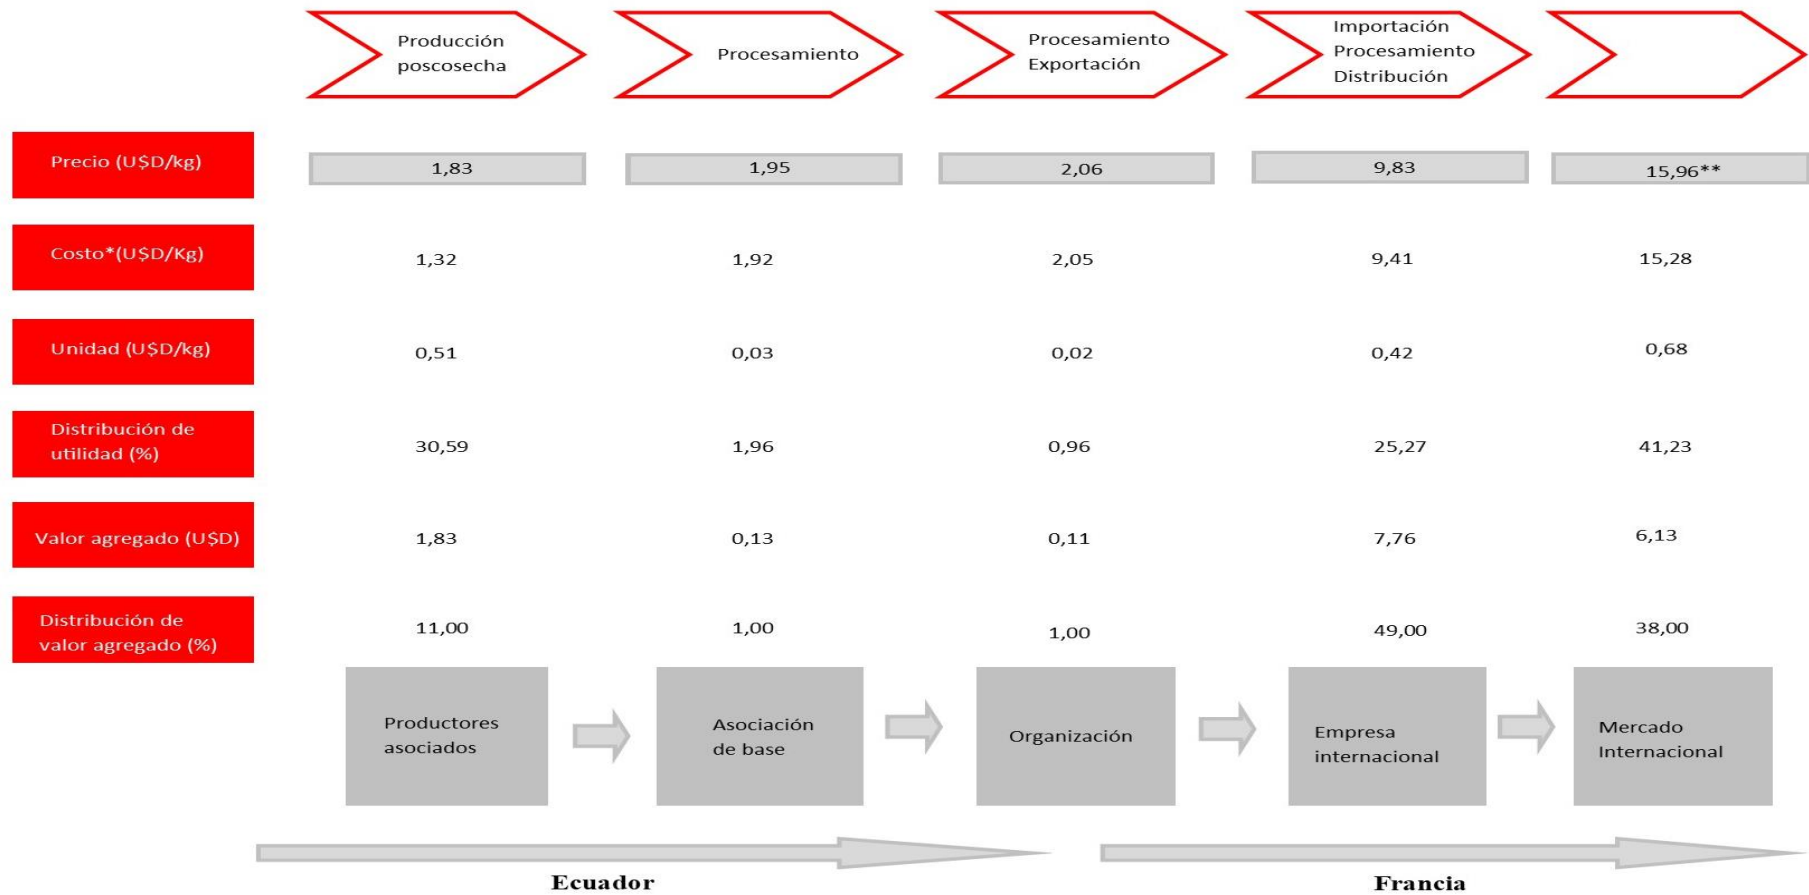 Producción
poscosecha
Procesamiento
Procesamiento
Exportación
Importación
Procesamiento
Distribución
Precio (U$D/kg)
1,83
1,95
2,06
9,83
15,96**
Costo*(U$D/Kg)
1,32
1,92
2,05
9,41
15,28
Unidad (U$D/kg)
0,51
0,03
0,02
0,42
0,68
Distribución de
utilidad (%)
30,59
1,96
0,96
25,27
41,23
Valor agregado (U$D)
1,83
0,13
0,11
7,76
6,13
Distribución de
valor agregado (%)
11,00
1,00
1,00
49,00
38,00
Productores
asociados
Asociación
de base
Organización
Empresa
internacional
Mercado
Internacional
Ecuador
Francia